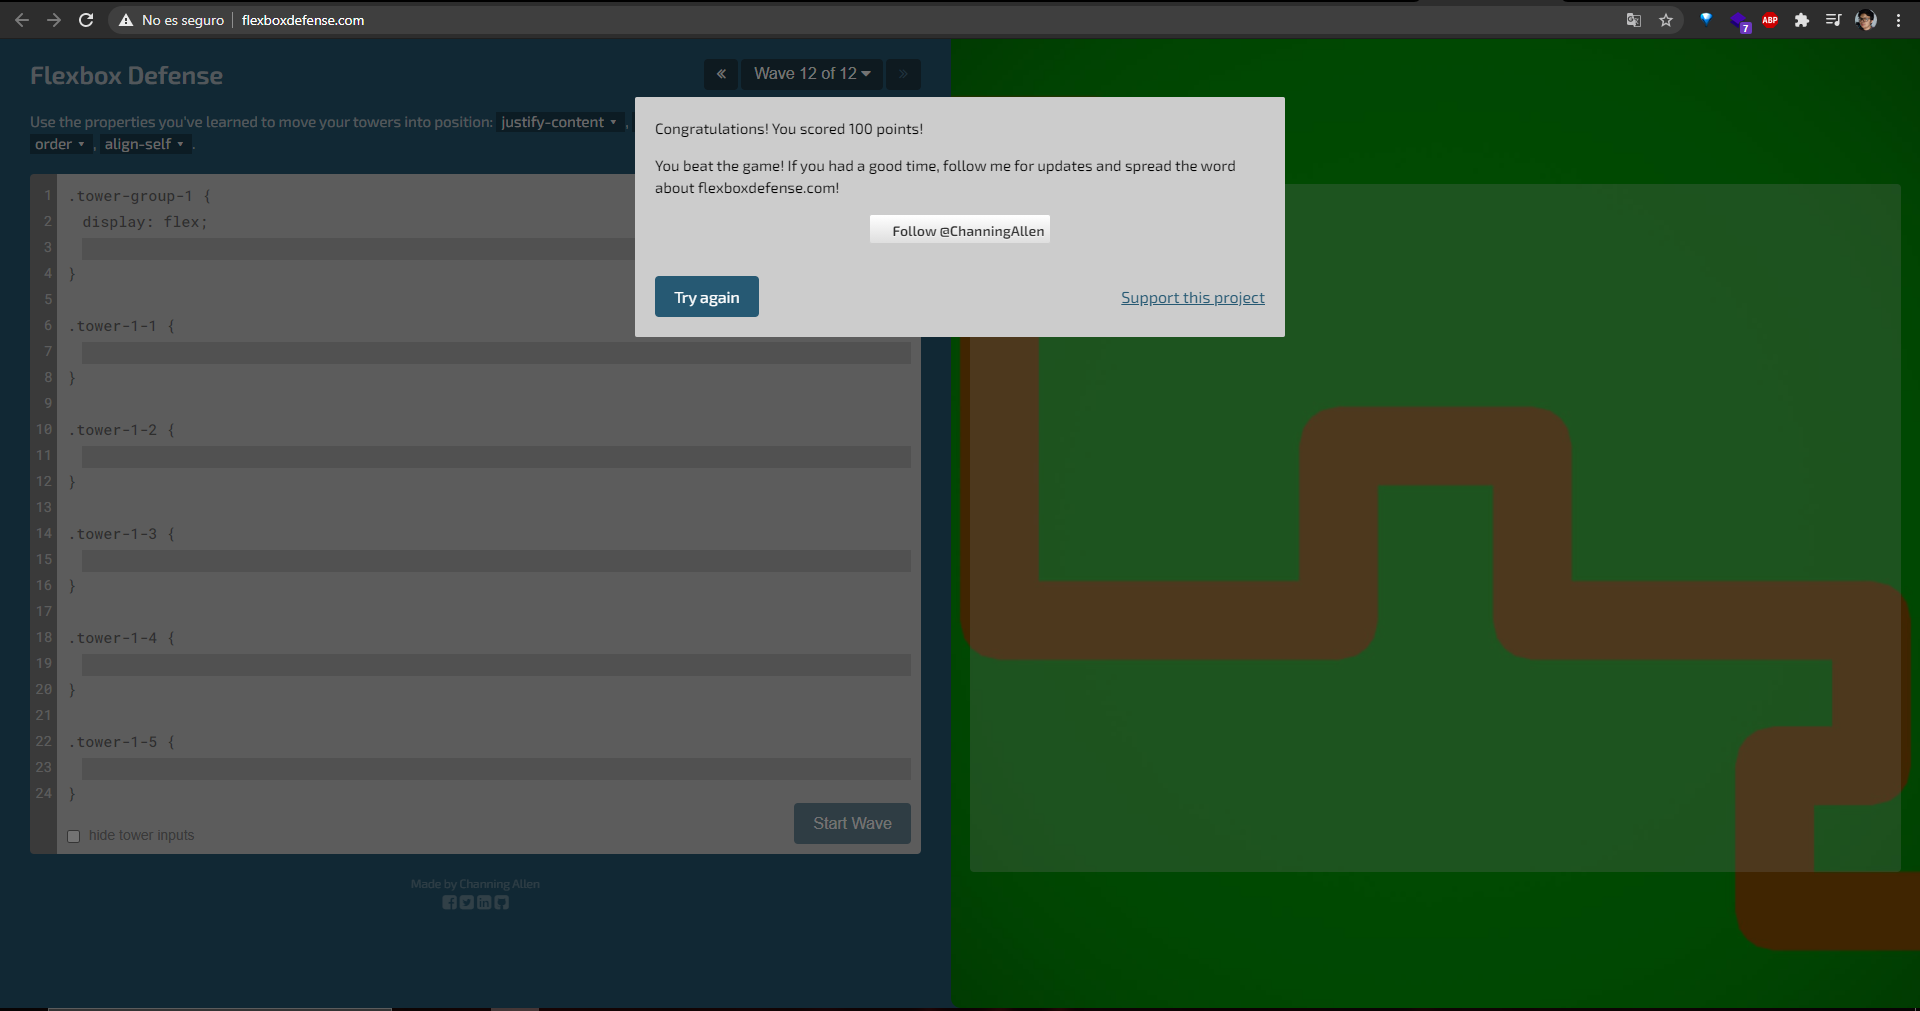 No es seguro flexboxdefense.com
7
ABP
Flexbox Defense
« Wave 12 of 12 »
Use the properties you've learned to move your towers into position: justify-content ,
order , align-self .
Congratulations! You scored 100 points!
You beat the game! If you had a good time, follow me for updates and spread the word
about flexboxdefense.com!
Follow @ChanningAllen
Try again
Support this project
1 .tower-group-1 {
2 display: flex;
3
4 }
5
6 .tower-1-1 {
7
8 }
9
10 .tower-1-2 {
11
12 }
13
14 .tower-1-3 {
15
16 }
17
18 .tower-1-4 {
19
20 }
21
22 .tower-1-5 {
23
24 }
hide tower inputs
Start Wave
Made by Channing Allen